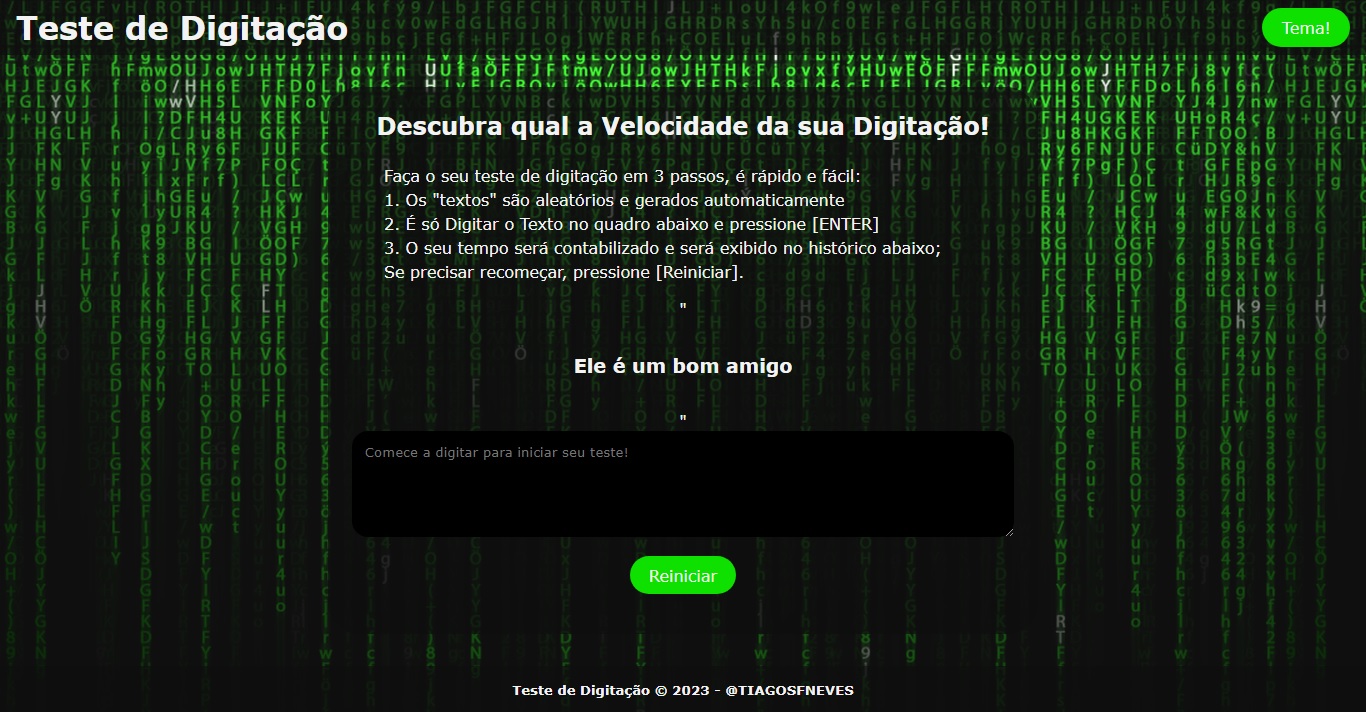 Teste de Digitação
Tema!
Descubra qual a Velocidade da sua Digitação!
Faça o seu teste de digitação em 3 passos, é rápido e fácil:
1. Os "textos" são aleatórios e gerados automaticamente
2. É só Digitar o Texto no quadro abaixo e pressione [ENTER]
3. O seu tempo será contabilizado e será exibido no histórico abaixo;
Se precisar recomeçar, pressione [Reiniciar].
"
Ele é um bom amigo
"
Comece a digitar para iniciar seu teste!
Reiniciar
Teste de Digitação © 2023 - @TIAGOSFNEVES